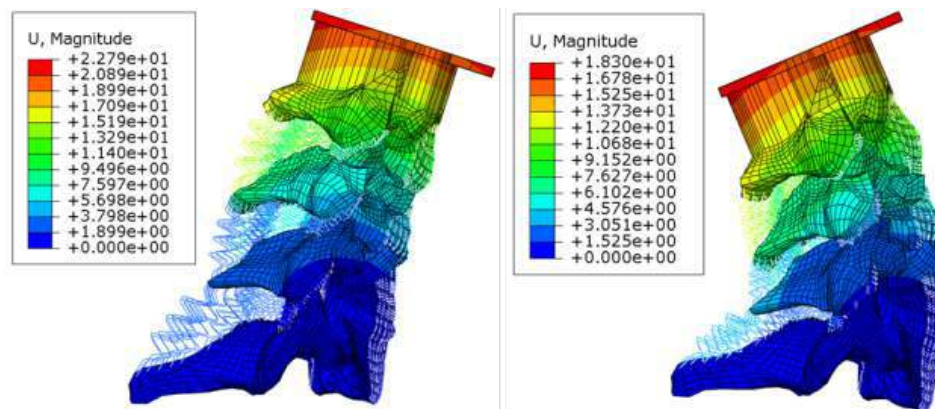 U, Magnitude
+2.279e+01
+2.089e+01
+1.899e+01
+1.709e+01
+1.519e+01
+1.329e+01
+1.140e+01
+9.496e+00
+7.597e+00
+5.698e+00
+3.798e+00
+1.899e+00
+0.000e+00
U, Magnitude
+1.830e+01
+1.678e+01
+1.525e+01
+1.373e+01
+1.220e+01
+1.068e+01
+9.152e+00
+7.627e+00
+6.102e+00
+4.576e+00
+3.051e+00
+1.525e+00
+0.000e+00